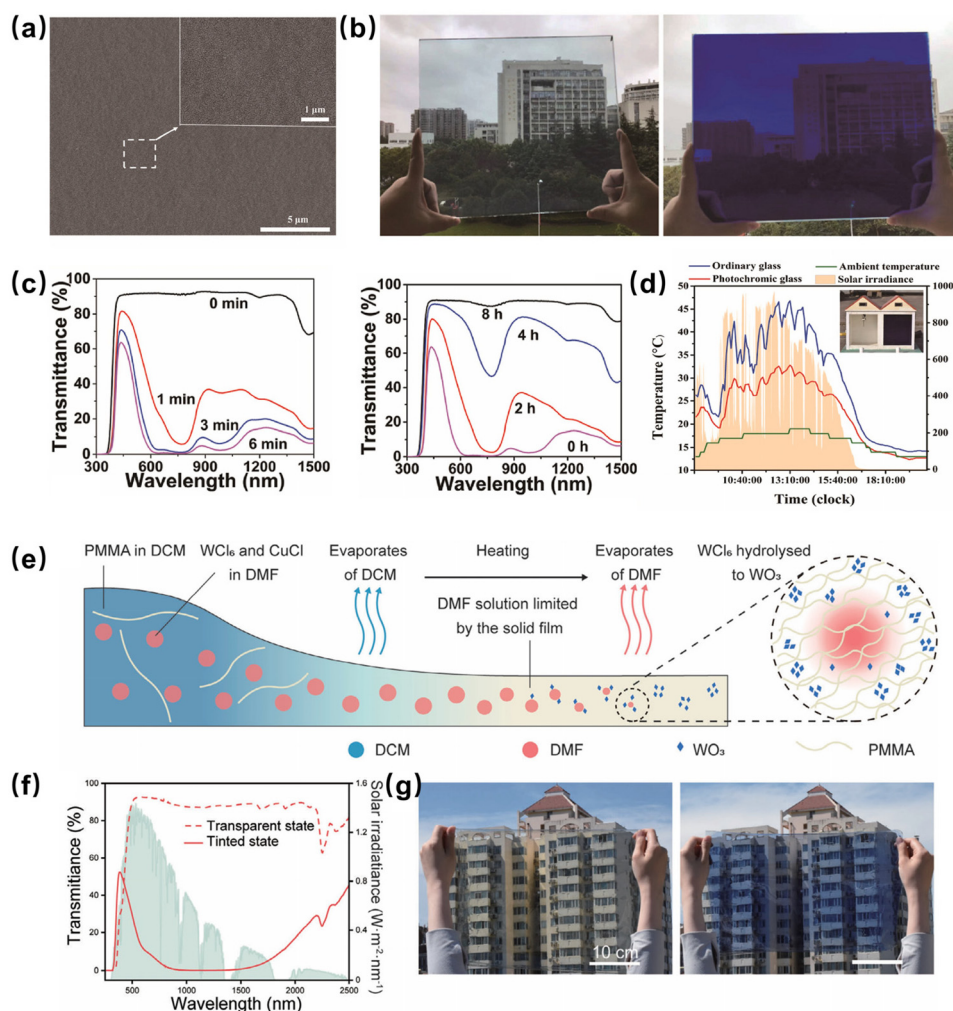 (a)
1 µm
5 µm
(b)
(c)
Transmittance (%)
100
80
60
40
20
0
0 min
1 min
3 min
6 min
300 600 900 1200 1500
Wavelength (nm)
Transmittance (%)
100
80
60
40
20
0
8 h
4 h
2 h
0 h
300 600 900 1200 1500
Wavelength (nm)
(d)
Ordinary glass
Ambient temperature
Photochromic glass
Solar irradiance
Temperature (°C)
50
45
40
35
30
25
20
15
10
1000
800
600
400
200
0
10:40:00 13:10:00 15:40:00 18:10:00
Time (clock)
(e)
PMMA in DCM
WCl₆ and CuCl
in DMF
Evaporates
of DCM
Heating
DMF solution limited
by the solid film
Evaporates
of DMF
WCl₆ hydrolysed
to WO₃
DCM
DMF
WO₃
PMMA
(f)
Transmitiance (%)
100
80
60
40
20
0
Transparent state
Tinted state
1.6
1.2
0.8
0.4
0
Solar irradiatance (W·m⁻²·nm⁻¹)
500 1000 1500 2000 2500
Wavelength (nm)
(g)
10 cm